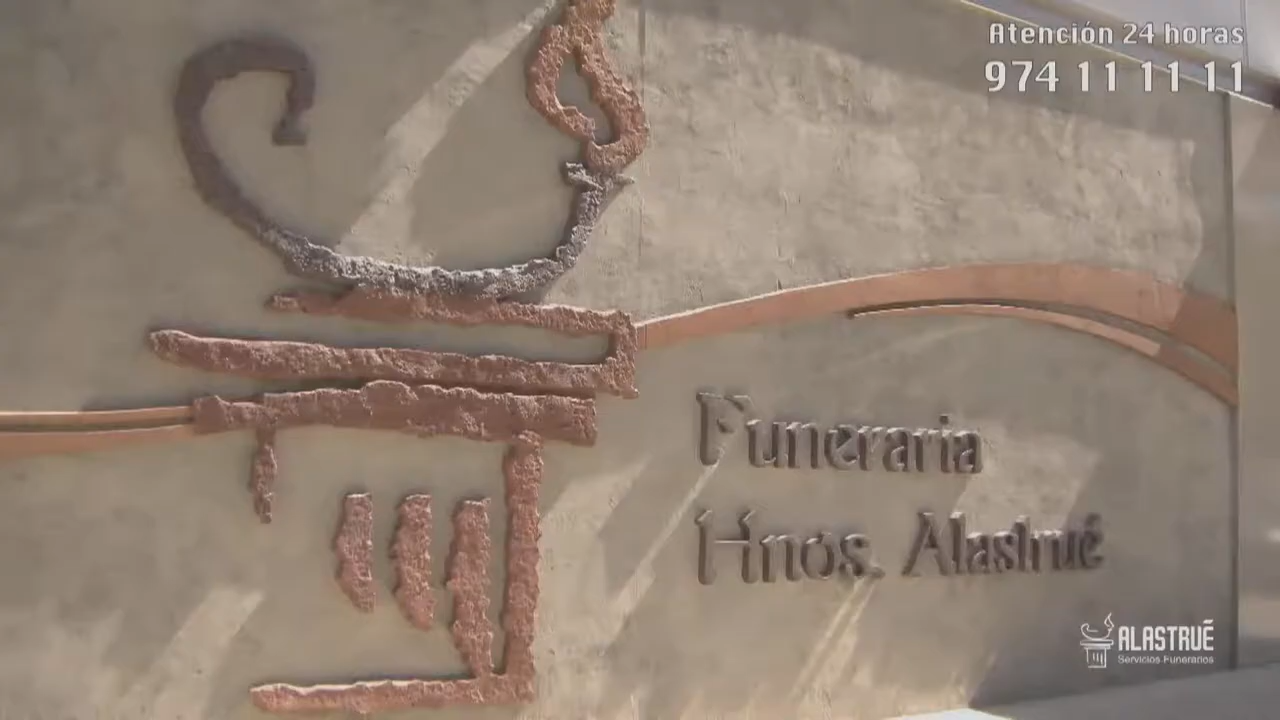 Atención 24 horas
974 11 11 11
Funeraria
Hnos. Alastrué
ALASTRUÉ
Servicios Funerarios